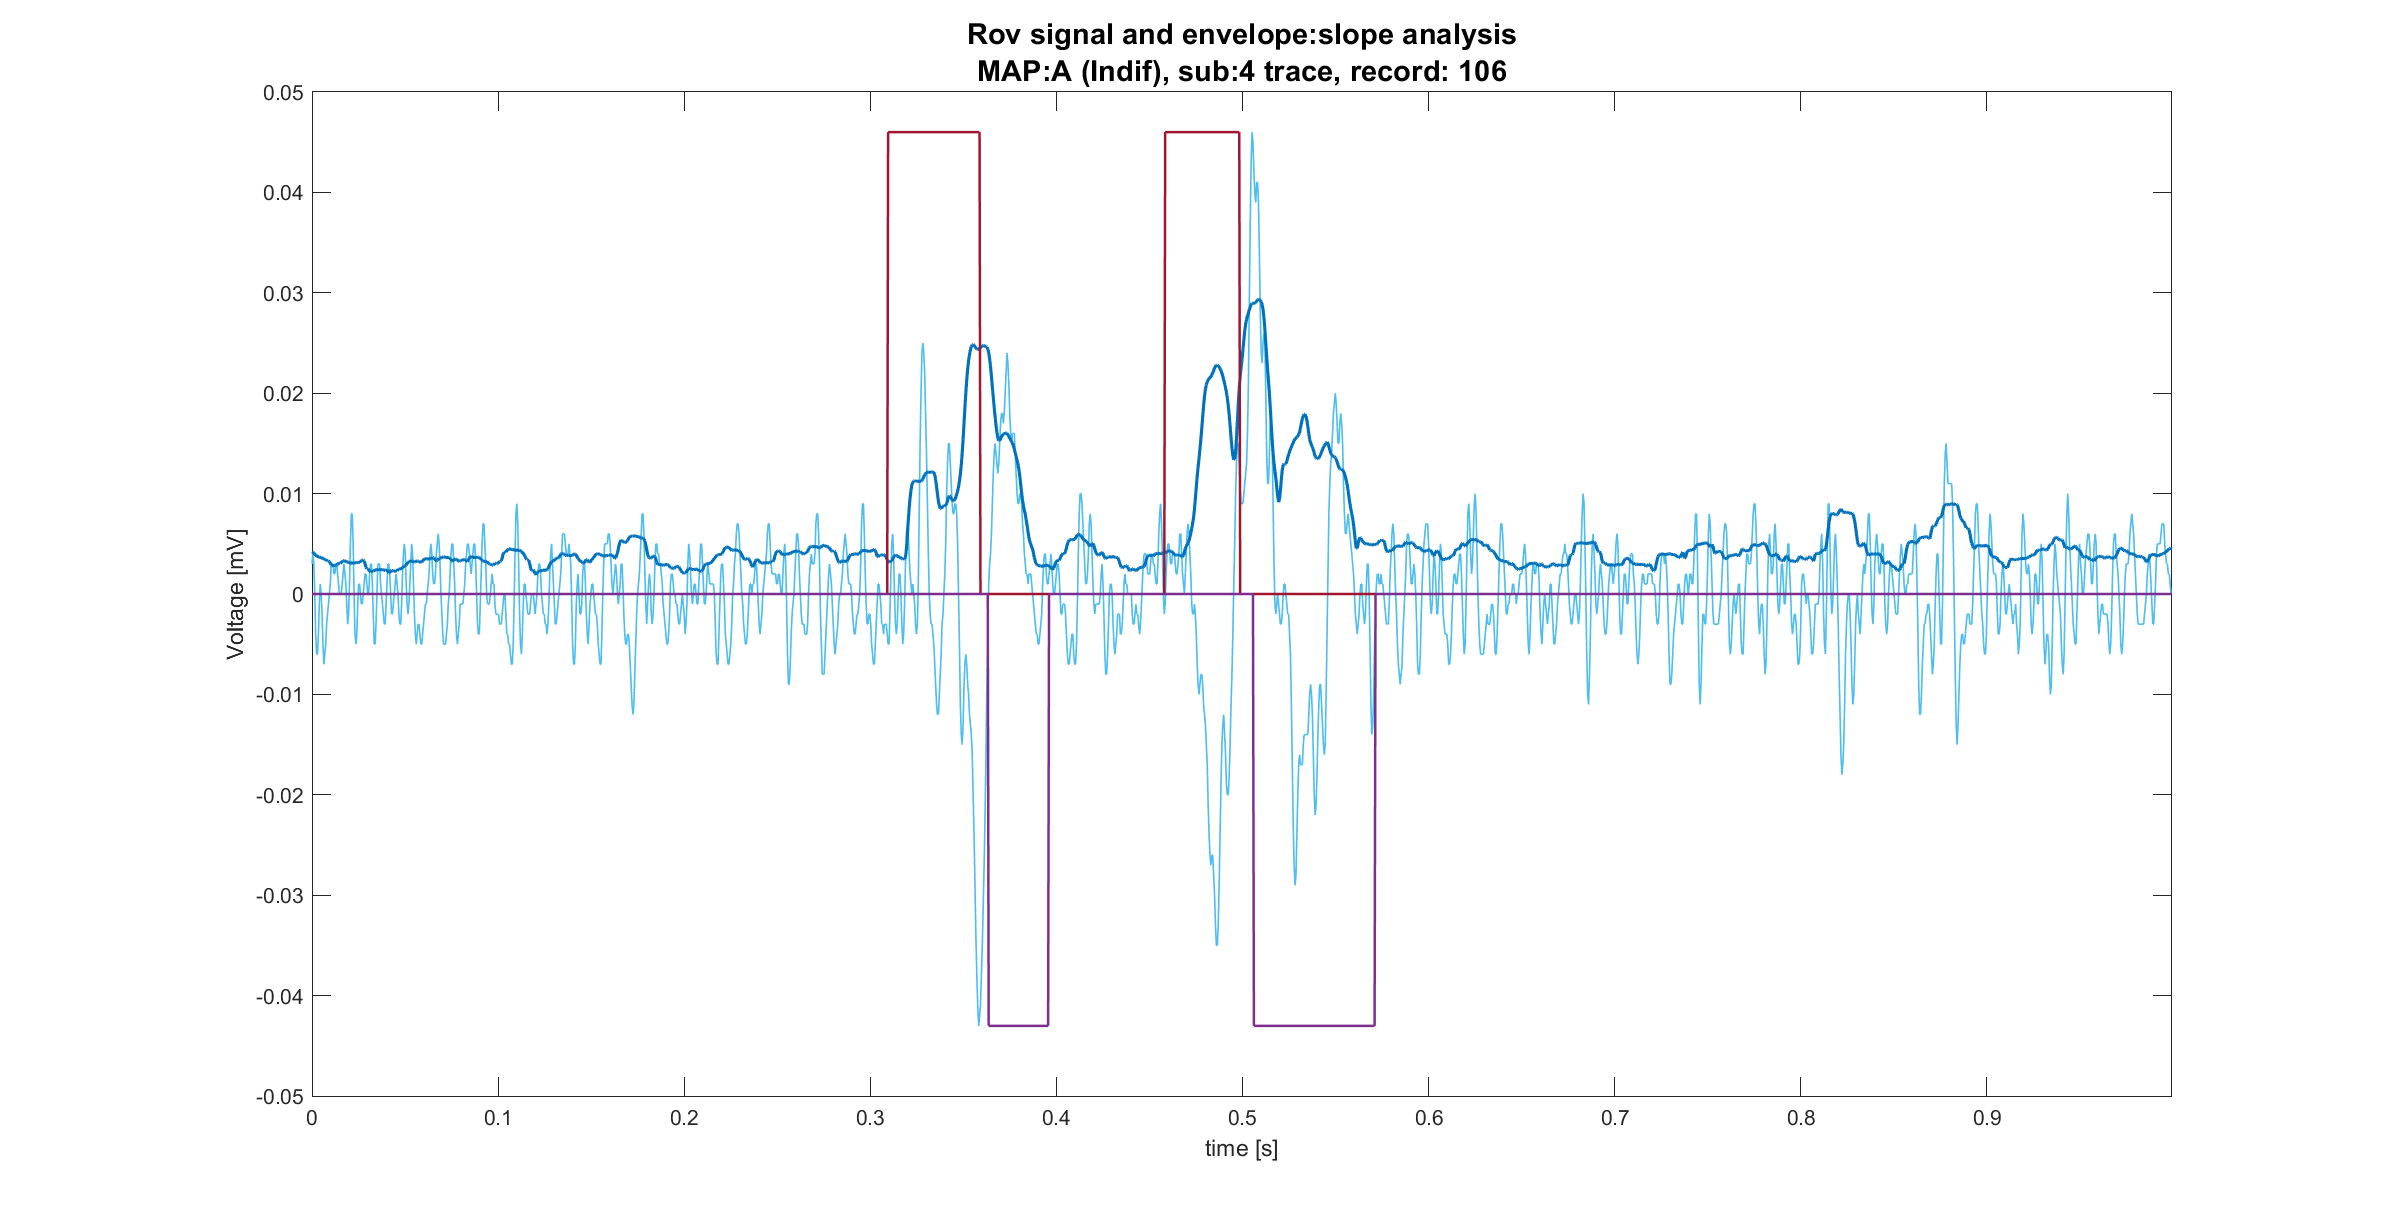 Rov signal and envelope:slope analysis
MAP:A (Indif), sub:4 trace, record: 106
0.05
0.04
0.03
0.02
0.01
0
-0.01
-0.02
-0.03
-0.04
-0.05
Voltage [mV]
0 0.1 0.2 0.3 0.4 0.5 0.6 0.7 0.8 0.9
time [s]